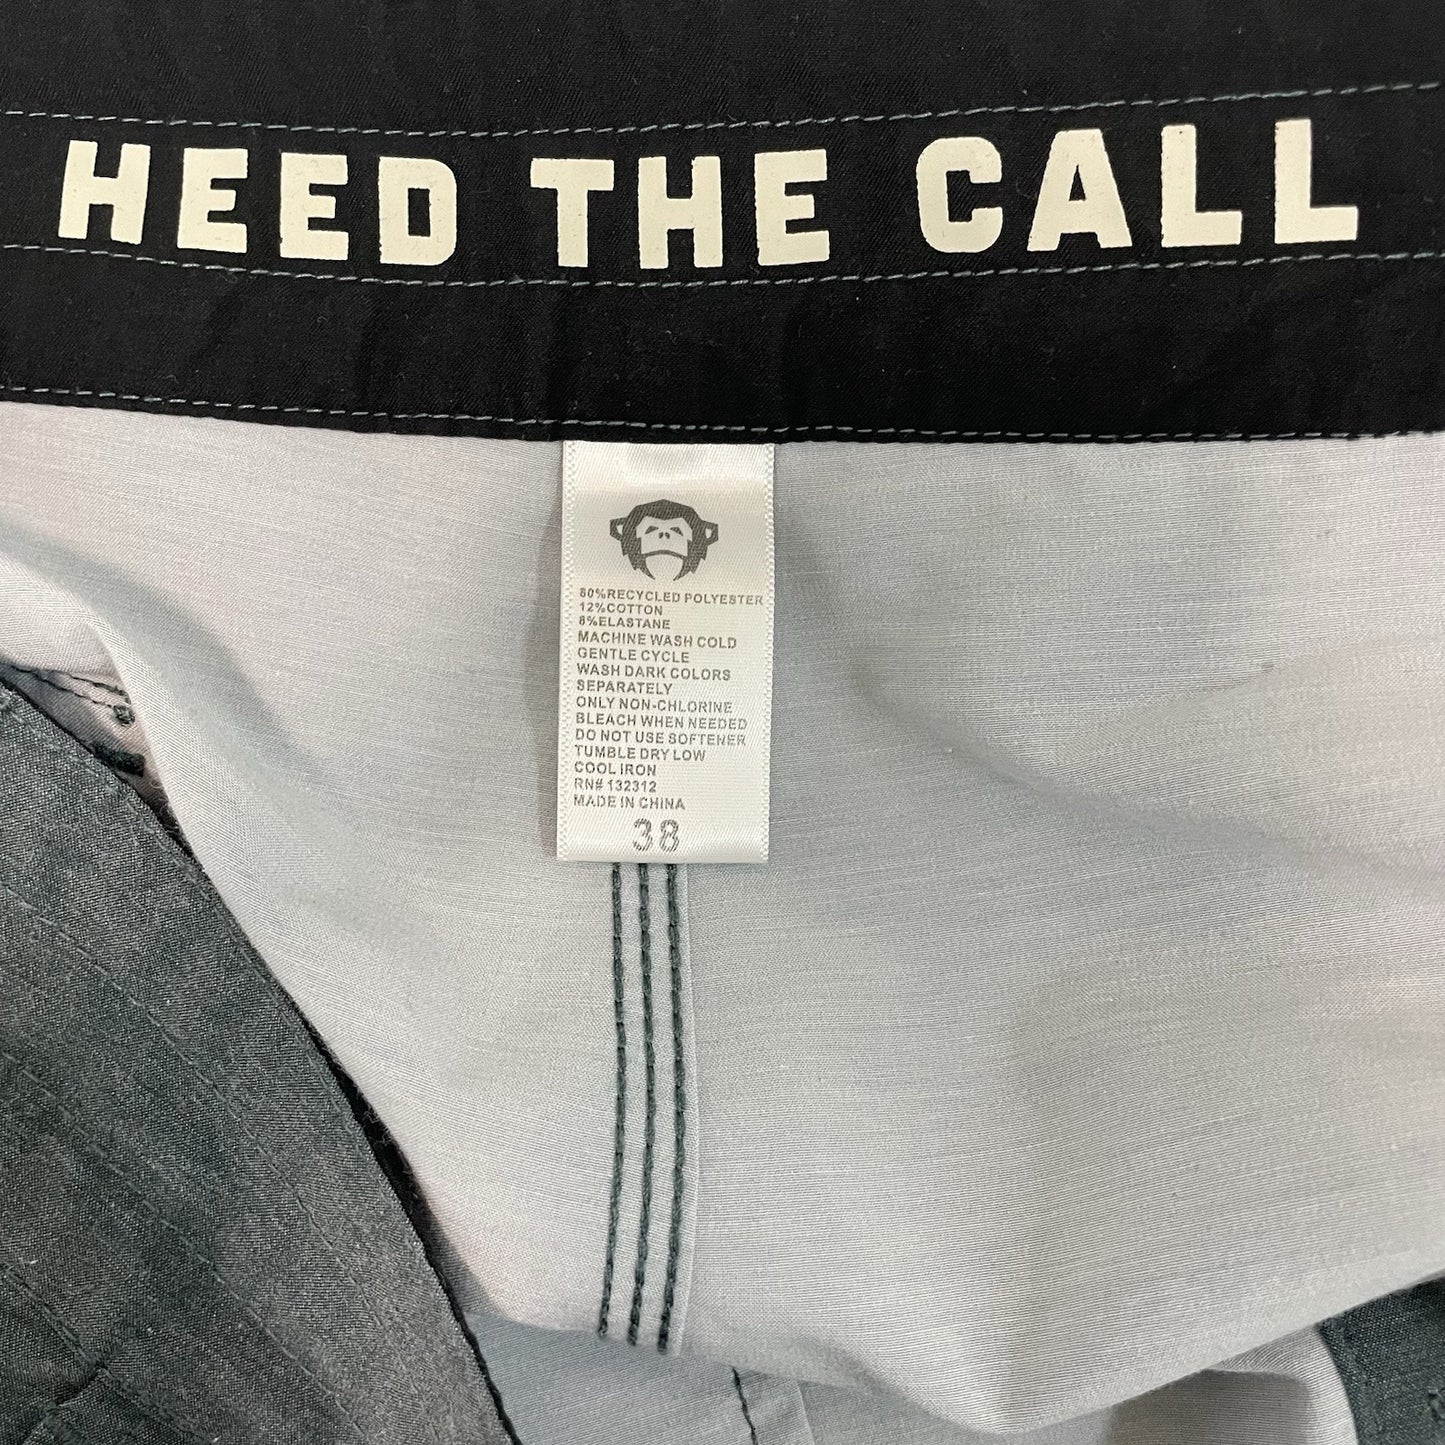 HEED THE CALL
80%RECYCLED POLYESTER
12%COTTON
8%ELASTANE
MACHINE WASH COLD
GENTLE CYCLE
WASH DARK COLORS
SEPARATELY
ONLY NON-CHLORINE
BLEACH WHEN NEEDED
DO NOT USE SOFTENER
TUMBLE DRY LOW
COOL IRON
RN# 132312
MADE IN CHINA
38